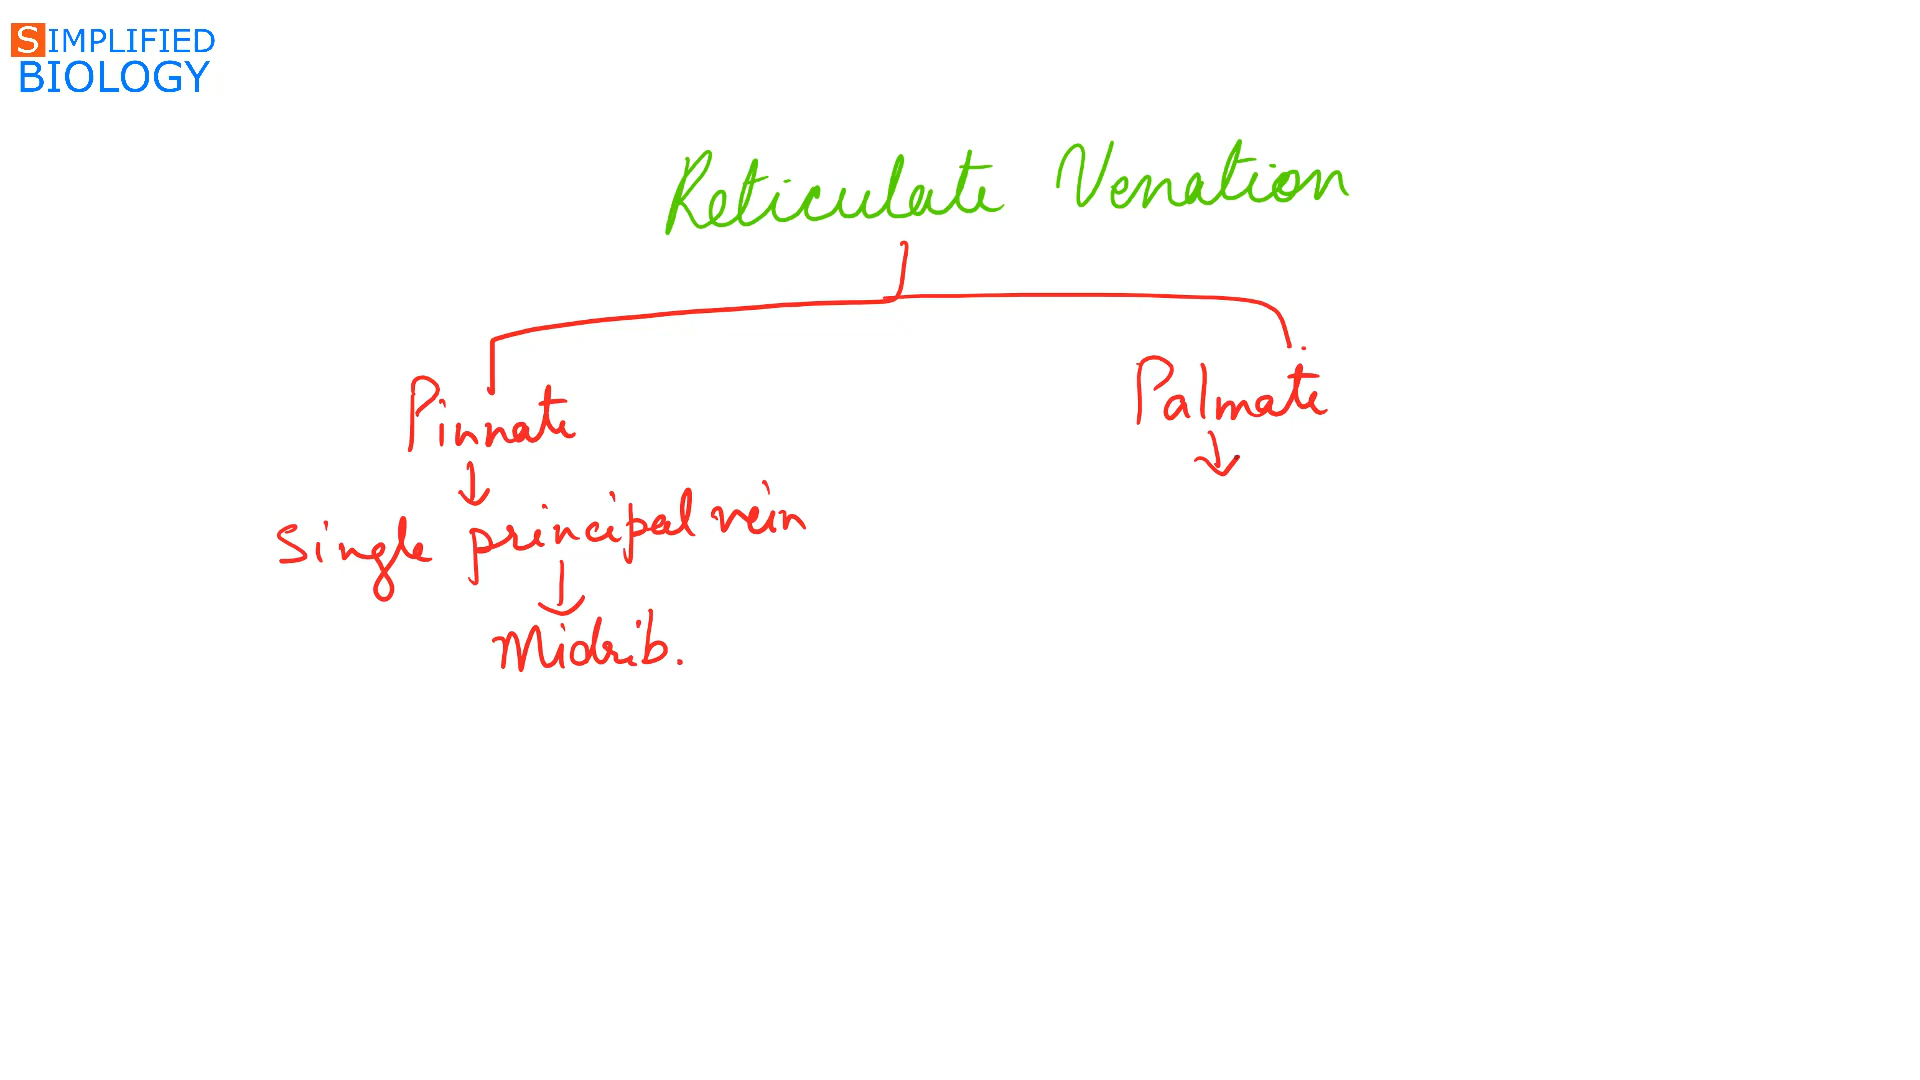 SIMPLIFIED
BIOLOGY
Reticulate Venation
Pinnate
Palmate
Single principal vein
Midrib.